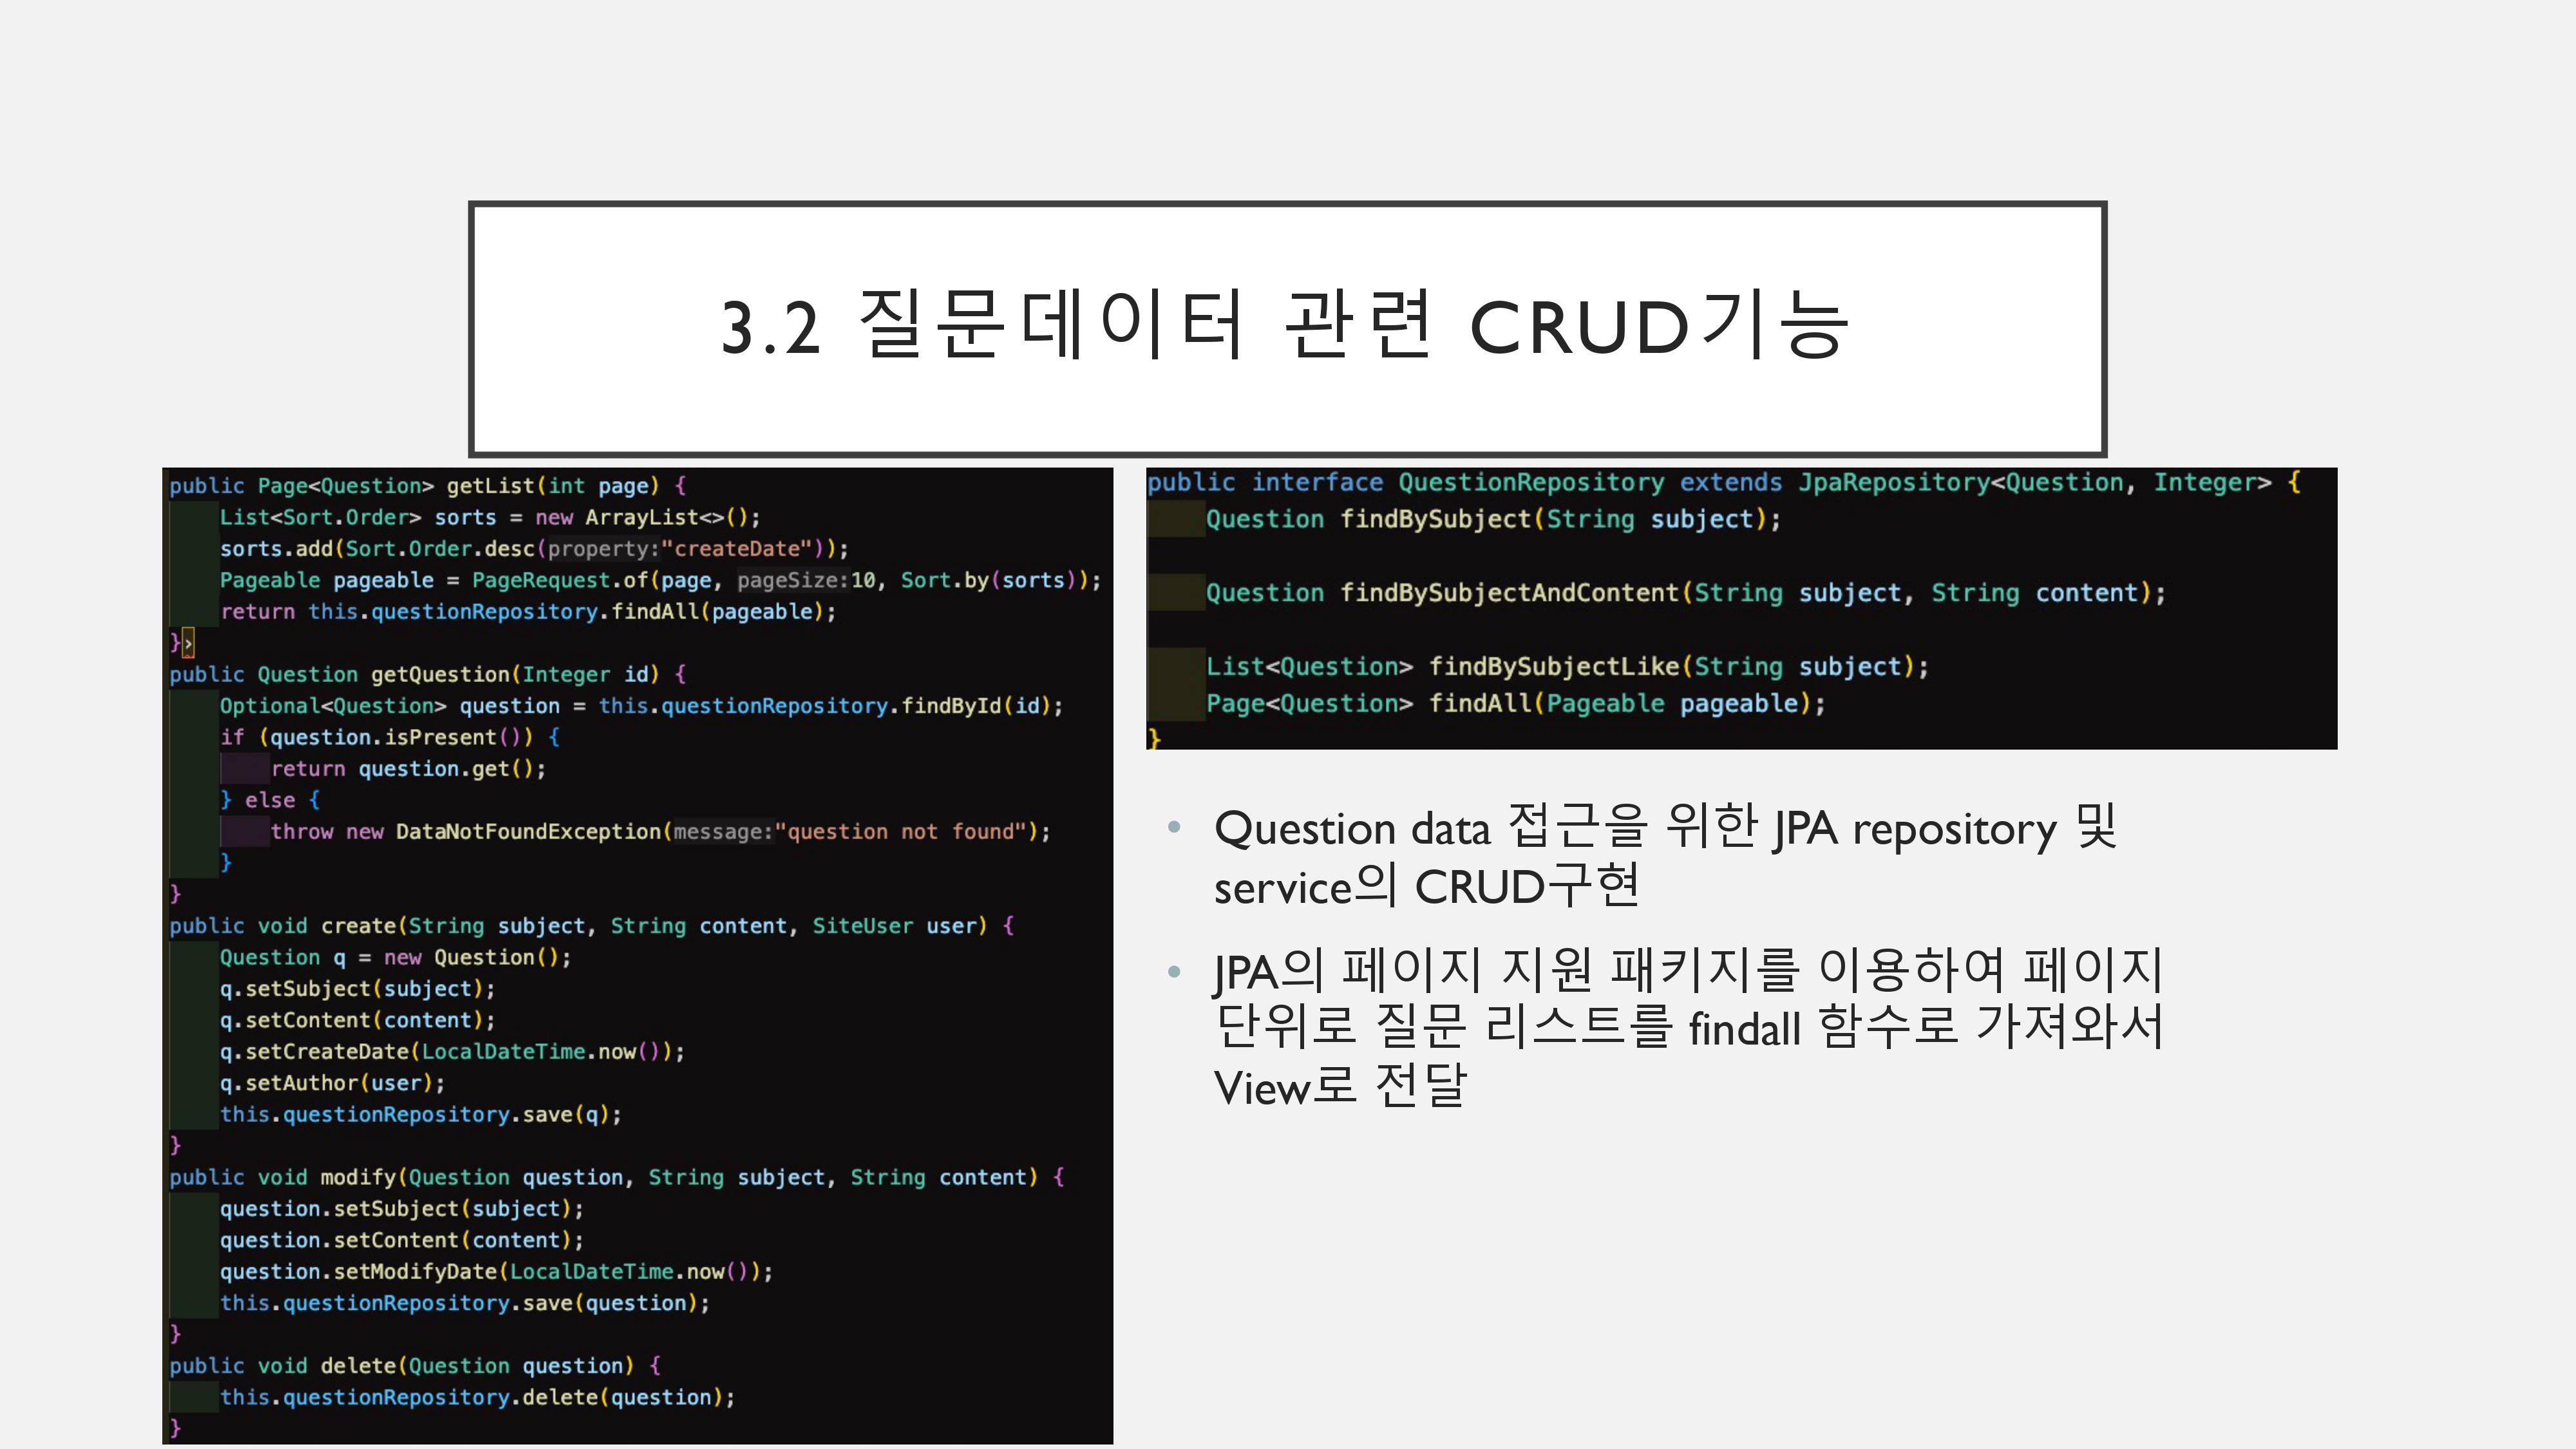 3.2 질문데이터 관련 CRUD기능
public Page<Question> getList(int page) {
List<Sort.Order> sorts = new ArrayList<>();
sorts.add(Sort.Order.desc(property:"createDate"));
Pageable pageable = PageRequest.of(page, pageSize:10, Sort.by(sorts));
return this.questionRepository.findAll(pageable);
}›
public Question getQuestion(Integer id) {
Optional<Question> question = this.questionRepository.findById(id);
if (question.isPresent()) {
return question.get();
} else {
throw new DataNotFoundException(message:"question not found");
}
}
public void create(String subject, String content, SiteUser user) {
Question q = new Question();
q.setSubject(subject);
q.setContent(content);
q.setCreateDate(LocalDateTime.now());
q.setAuthor(user);
this.questionRepository.save(q);
}
public void modify(Question question, String subject, String content) {
question.setSubject(subject);
question.setContent(content);
question.setModifyDate(LocalDateTime.now());
this.questionRepository.save(question);
}
public void delete(Question question) {
this.questionRepository.delete(question);
}
public interface QuestionRepository extends JpaRepository<Question, Integer> {
Question findBySubject(String subject);
Question findBySubjectAndContent(String subject, String content);
List<Question> findBySubjectLike(String subject);
Page<Question> findAll(Pageable pageable);
}
• Question data 접근을 위한 JPA repository 및
service의 CRUD구현
• JPA의 페이지 지원 패키지를 이용하여 페이지
단위로 질문 리스트를 findall 함수로 가져와서
View로 전달